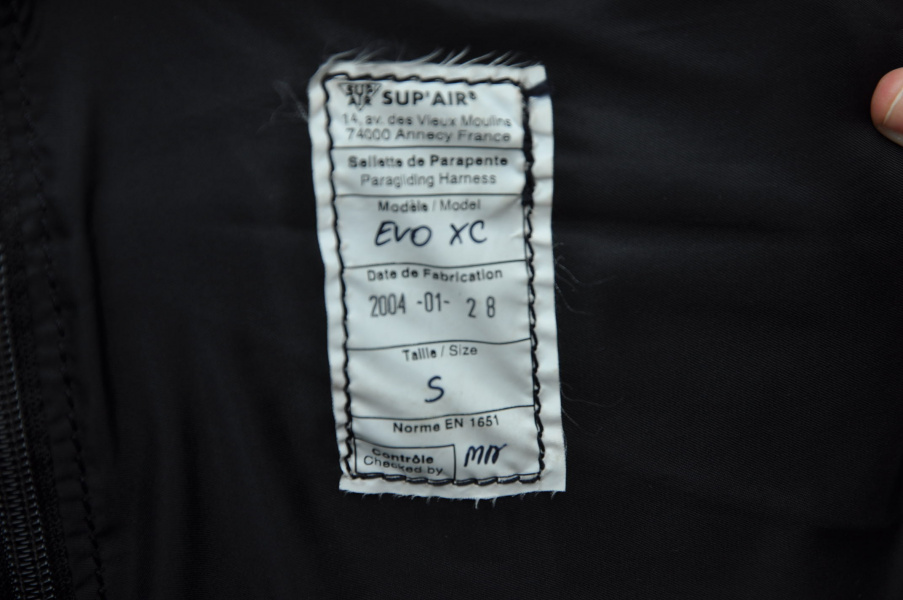 SUP AIR SUP'AIR®
14, av. des Vieux Moulins
74000 Annecy France
Sellette de Parapente
Paragliding Harness
Modèle / Model
EVO XC
Date de Fabrication
2004 -01- 28
Taille / Size
S
Norme EN 1651
Contrôle
Checked by